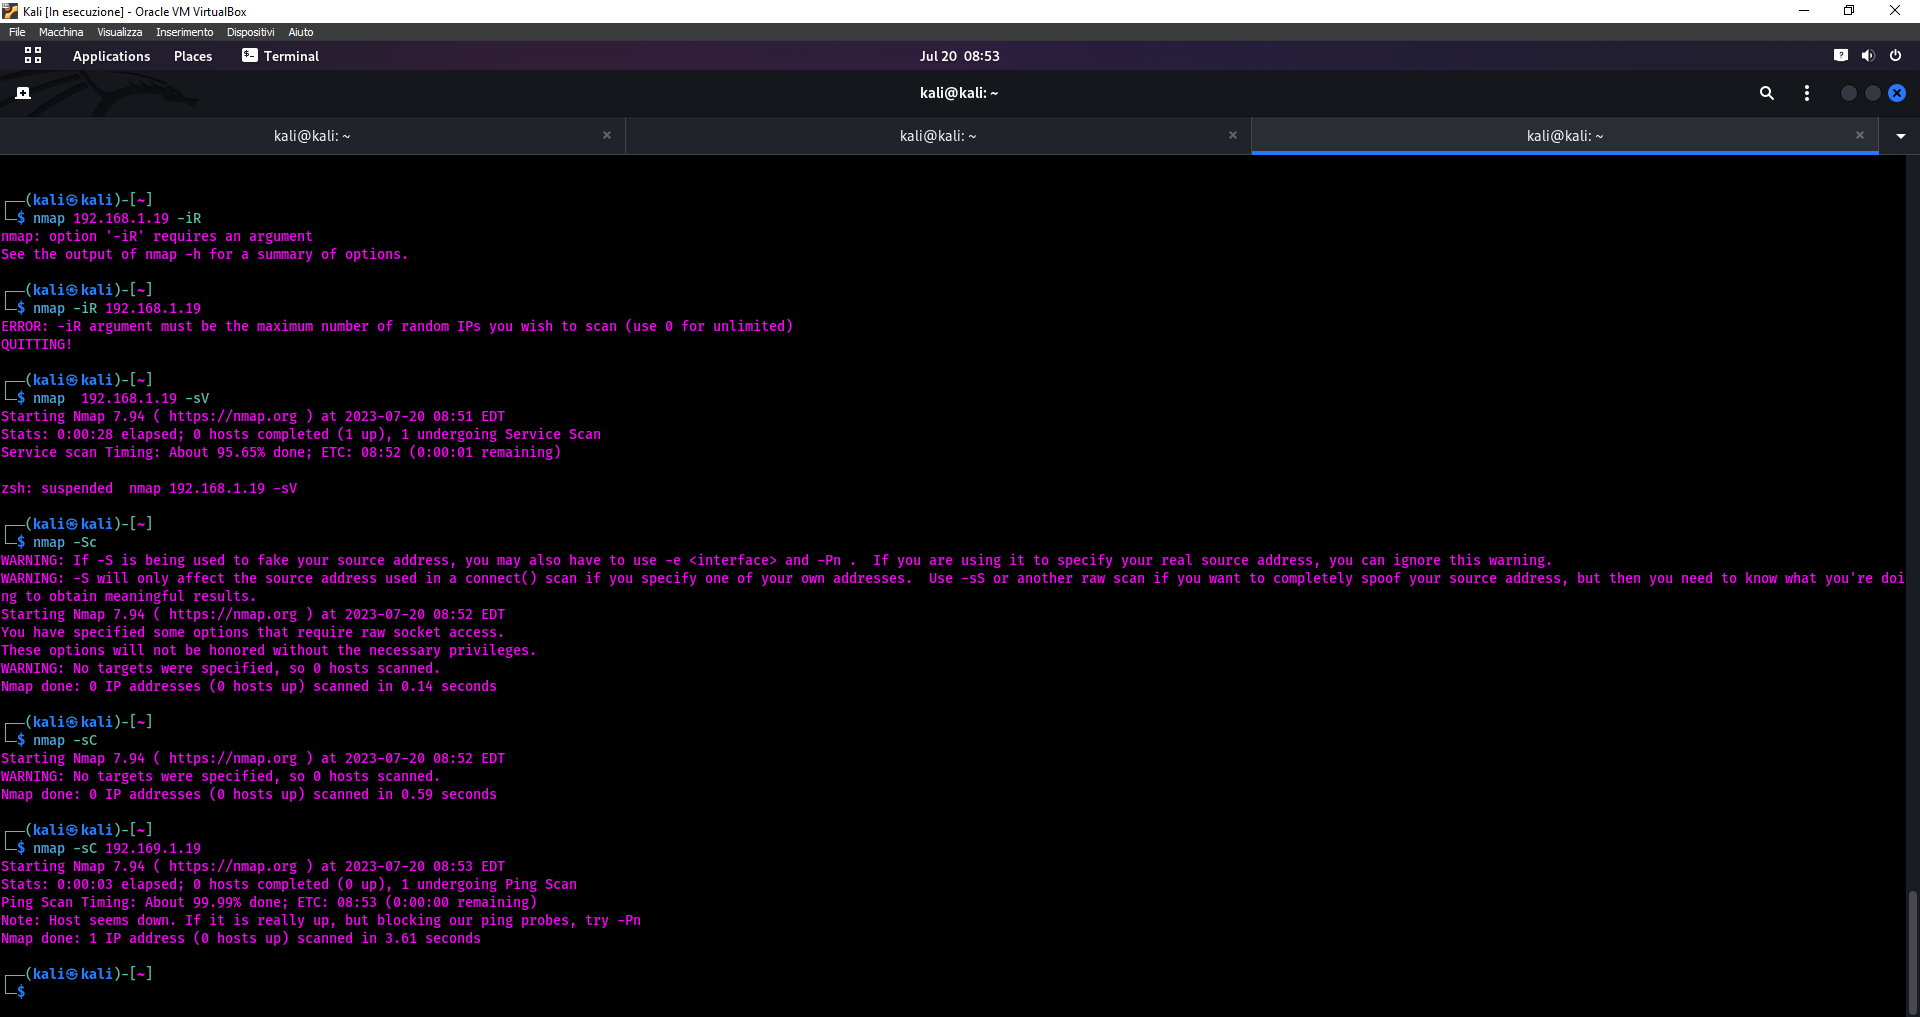 Kali [In esecuzione] - Oracle VM VirtualBox
File Macchina Visualizza Inserimento Dispositivi Aiuto
Applications Places Terminal Jul 20 08:53
kali@kali: ~
kali@kali: ~ kali@kali: ~ kali@kali: ~
┌──(kali㉿kali)-[~]
└─$ nmap 192.168.1.19 -iR
nmap: option '-iR' requires an argument
See the output of nmap -h for a summary of options.
┌──(kali㉿kali)-[~]
└─$ nmap -iR 192.168.1.19
ERROR: -iR argument must be the maximum number of random IPs you wish to scan (use 0 for unlimited)
QUITTING!
┌──(kali㉿kali)-[~]
└─$ nmap  192.168.1.19 -sV
Starting Nmap 7.94 ( https://nmap.org ) at 2023-07-20 08:51 EDT
Stats: 0:00:28 elapsed; 0 hosts completed (1 up), 1 undergoing Service Scan
Service scan Timing: About 95.65% done; ETC: 08:52 (0:00:01 remaining)
zsh: suspended  nmap 192.168.1.19 -sV
┌──(kali㉿kali)-[~]
└─$ nmap -Sc
WARNING: If -S is being used to fake your source address, you may also have to use -e <interface> and -Pn .  If you are using it to specify your real source address, you can ignore this warning.
WARNING: -S will only affect the source address used in a connect() scan if you specify one of your own addresses.  Use -sS or another raw scan if you want to completely spoof your source address, but then you need to know what you're doi
ng to obtain meaningful results.
Starting Nmap 7.94 ( https://nmap.org ) at 2023-07-20 08:52 EDT
You have specified some options that require raw socket access.
These options will not be honored without the necessary privileges.
WARNING: No targets were specified, so 0 hosts scanned.
Nmap done: 0 IP addresses (0 hosts up) scanned in 0.14 seconds
┌──(kali㉿kali)-[~]
└─$ nmap -sC
Starting Nmap 7.94 ( https://nmap.org ) at 2023-07-20 08:52 EDT
WARNING: No targets were specified, so 0 hosts scanned.
Nmap done: 0 IP addresses (0 hosts up) scanned in 0.59 seconds
┌──(kali㉿kali)-[~]
└─$ nmap -sC 192.169.1.19
Starting Nmap 7.94 ( https://nmap.org ) at 2023-07-20 08:53 EDT
Stats: 0:00:03 elapsed; 0 hosts completed (0 up), 1 undergoing Ping Scan
Ping Scan Timing: About 99.99% done; ETC: 08:53 (0:00:00 remaining)
Note: Host seems down. If it is really up, but blocking our ping probes, try -Pn
Nmap done: 1 IP address (0 hosts up) scanned in 3.61 seconds
┌──(kali㉿kali)-[~]
└─$